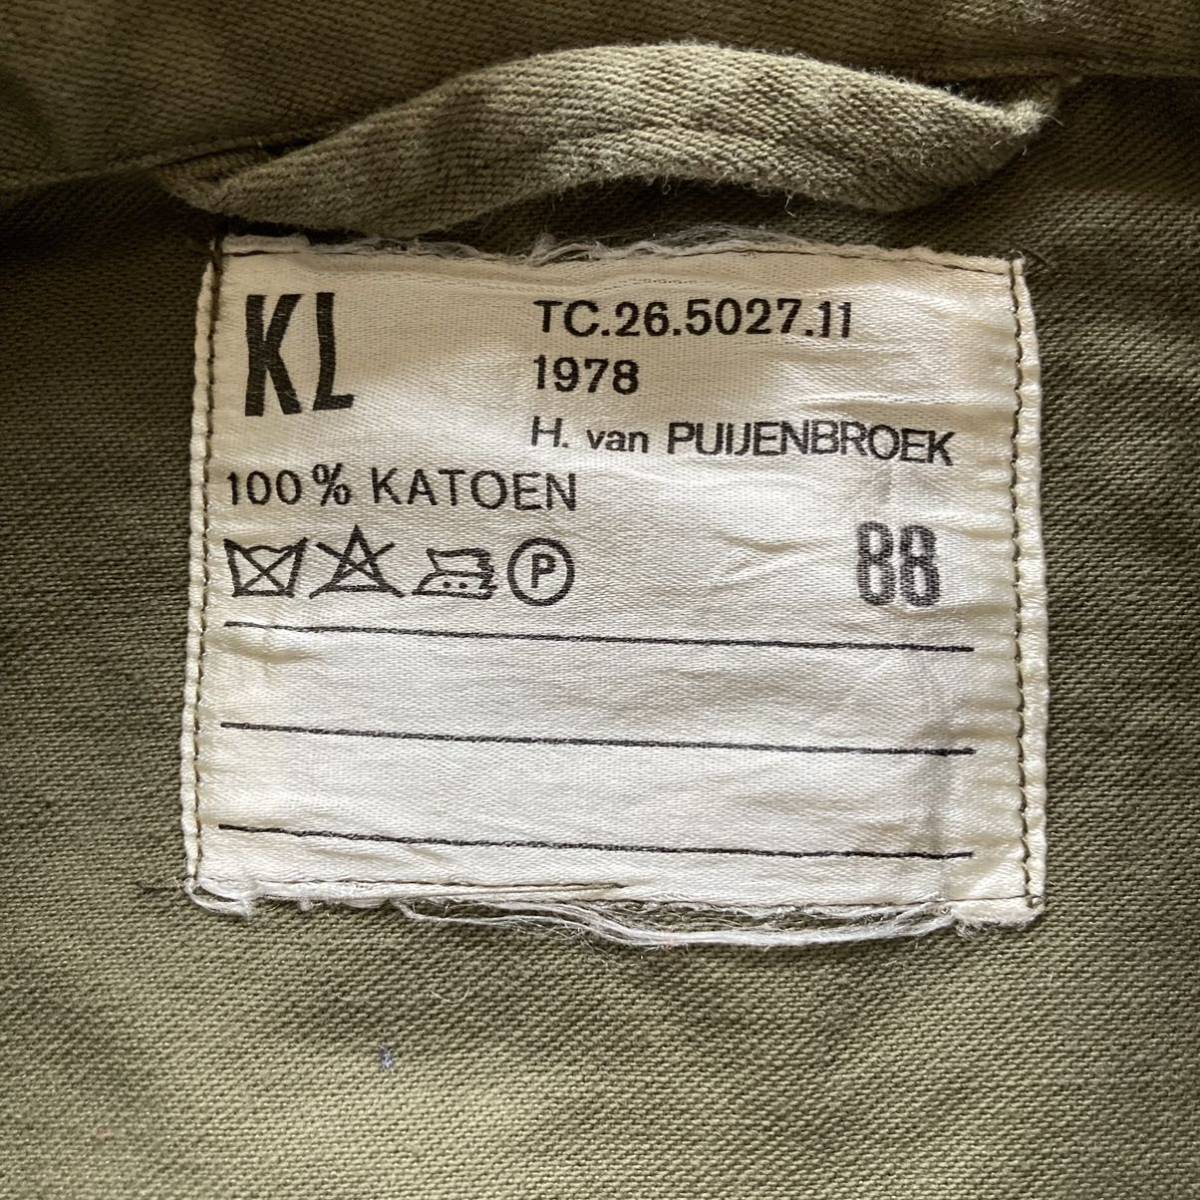 KL
TC.26.5027.11
1978
H. van PUIJENBROEK
100% KATOEN
P
88